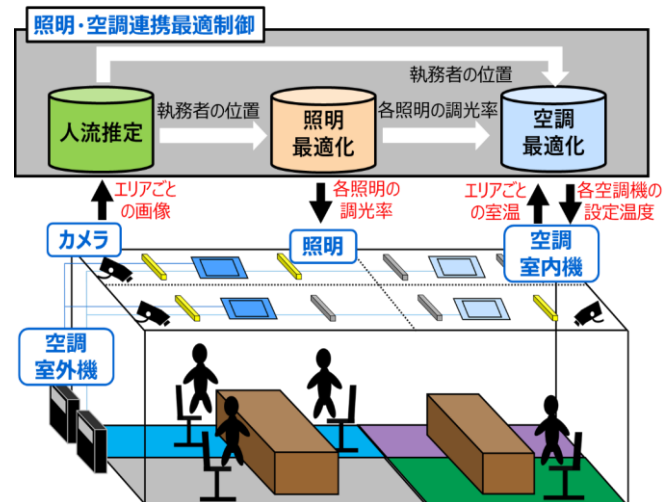 照明・空調連携最適制御
執務者の位置
人流推定
執務者の位置
照明
最適化
各照明の調光率
空調
最適化
エリアごと
の画像
各照明の
調光率
エリアごと
の室温
各空調機の
設定温度
カメラ
照明
空調
室内機
空調
室外機